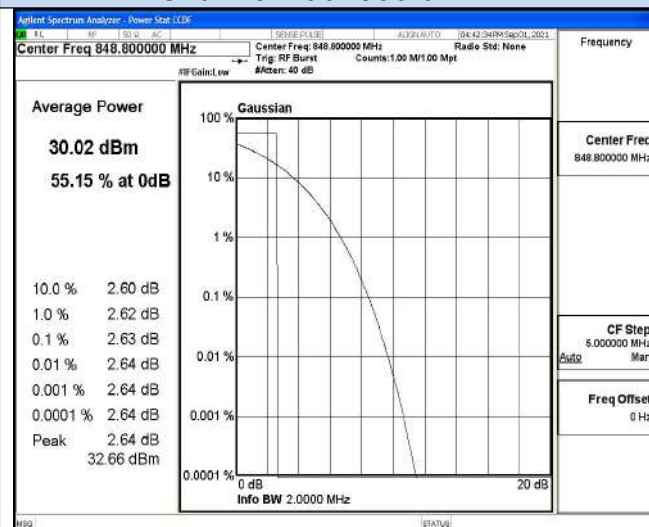 Agilent Spectrum Analyzer - Power Stat CCDF
RL RF 50 Ω AC SENSE:PULSE ALIGN AUTO 04:42:34PM Sep 01, 2021
Center Freq 848.800000 MHz
Center Freq: 848.800000 MHz Radio Std: None
Trig: RF Burst Counts:1.00 M/1.00 Mpt
#IFGain:Low #Atten: 40 dB
Frequency
Average Power
30.02 dBm
55.15 % at 0dB
10.0 % 2.60 dB
1.0 % 2.62 dB
0.1 % 2.63 dB
0.01 % 2.64 dB
0.001 % 2.64 dB
0.0001 % 2.64 dB
Peak 2.64 dB
32.66 dBm
Gaussian
100 %
10 %
1 %
0.1 %
0.01 %
0.001 %
0.0001 %
0 dB 20 dB
Info BW 2.0000 MHz
Center Freq
848.800000 MHz
CF Step
5.000000 MHz
Auto Man
Freq Offset
0 Hz
MSG STATUS